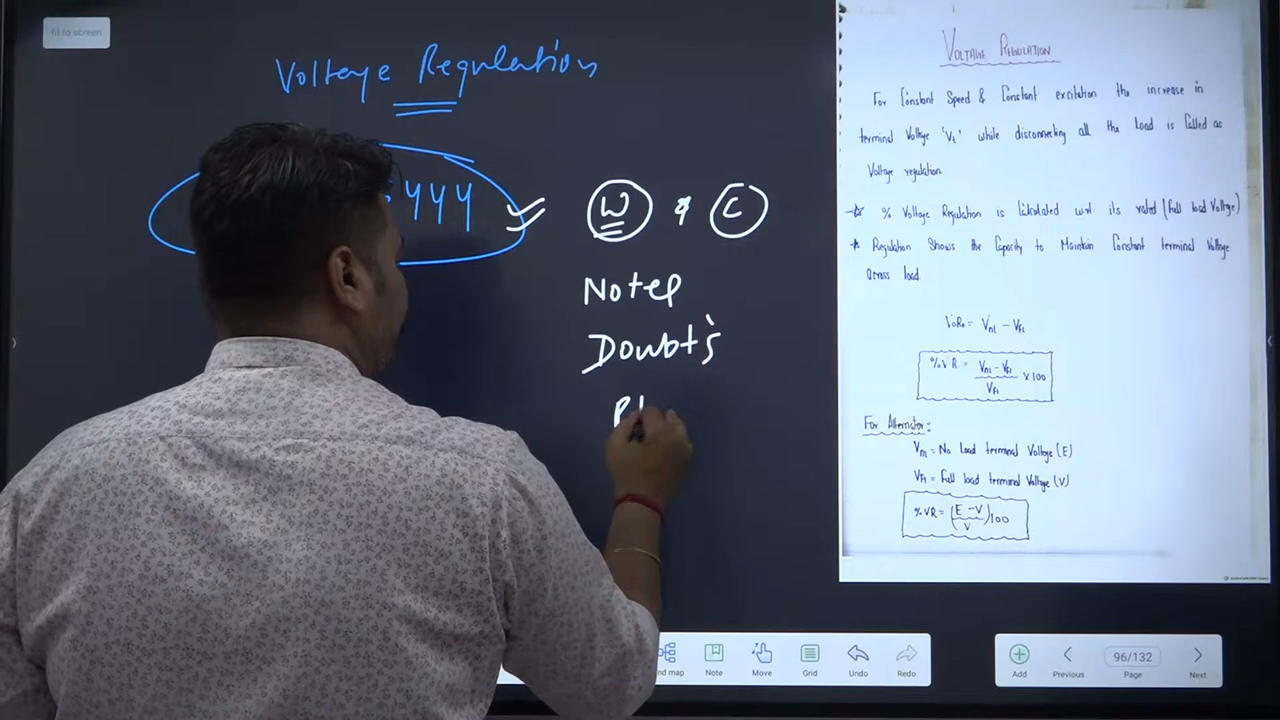 fit to screen
Voltage Regulation
444
W & C
Notes
Doubt's
VOLTAGE REGULATION
For Constant Speed & Constant excitation the increase in
terminal Voltage 'Vt' while disconnecting all the load is Called as
Voltage regulation
% Voltage Regulation is Calculated w.r.t its rated (full load Voltage)
* Regulation Shows the Capacity to Maintain Constant terminal Voltage
across load.
V.R. = Vnl - Vfl
%V.R = Vnl - Vfl / Vfl × 100
For Alternator:
Vnl = No Load terminal Voltage (E)
Vfl = Full load terminal Voltage (V)
%VR = (E - V / V) 100
nd map
Note
Move
Grid
Undo
Redo
Add
Previous
96/132
Page
Next